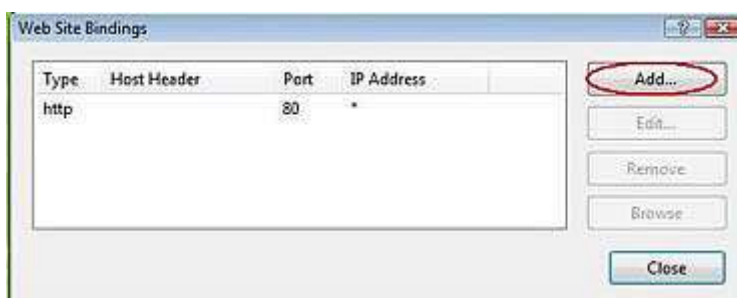 Web Site Bindings
Type Host Header Port IP Address
http 80 *
Add...
Edit...
Remove
Browse
Close